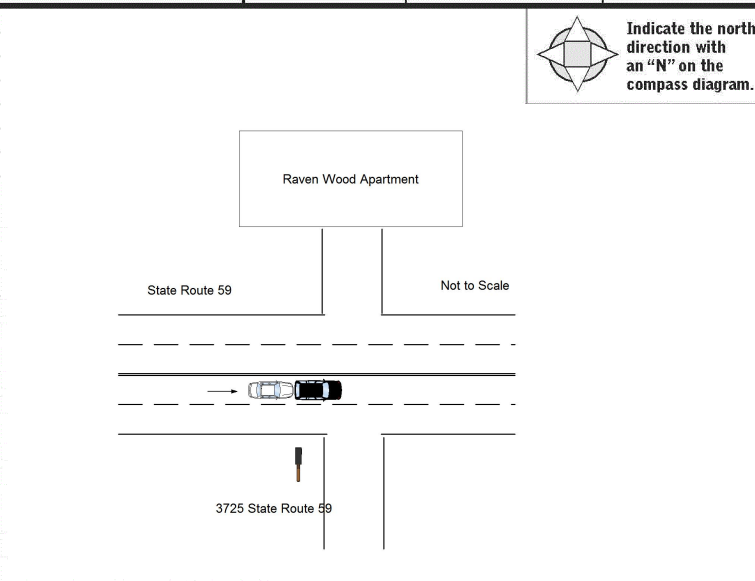 Indicate the north
direction with
an “N” on the
compass diagram.
Raven Wood Apartment
State Route 59
Not to Scale
3725 State Route 59